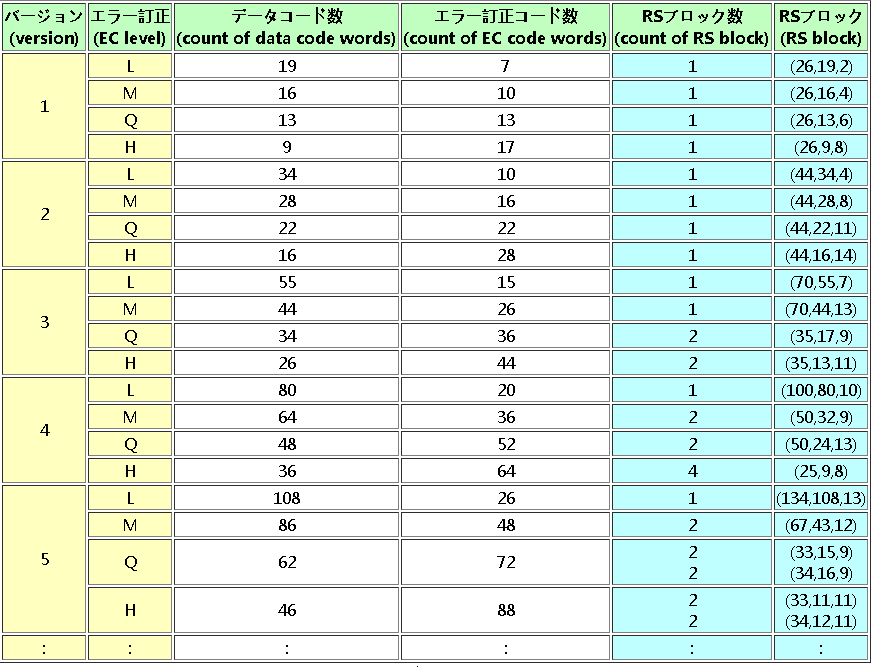 バージョン エラー訂正 データコード数 エラー訂正コード数 RSブロック数 RSブロック
(version) (EC level) (count of data code words) (count of EC code words) (count of RS block) (RS block)
1 L 19 7 1 (26,19,2)
M 16 10 1 (26,16,4)
Q 13 13 1 (26,13,6)
H 9 17 1 (26,9,8)
2 L 34 10 1 (44,34,4)
M 28 16 1 (44,28,8)
Q 22 22 1 (44,22,11)
H 16 28 1 (44,16,14)
3 L 55 15 1 (70,55,7)
M 44 26 1 (70,44,13)
Q 34 36 2 (35,17,9)
H 26 44 2 (35,13,11)
4 L 80 20 1 (100,80,10)
M 64 36 2 (50,32,9)
Q 48 52 2 (50,24,13)
H 36 64 4 (25,9,8)
5 L 108 26 1 (134,108,13)
M 86 48 2 (67,43,12)
Q 62 72 2 (33,15,9)
2 (34,16,9)
H 46 88 2 (33,11,11)
2 (34,12,11)
: : : : : :